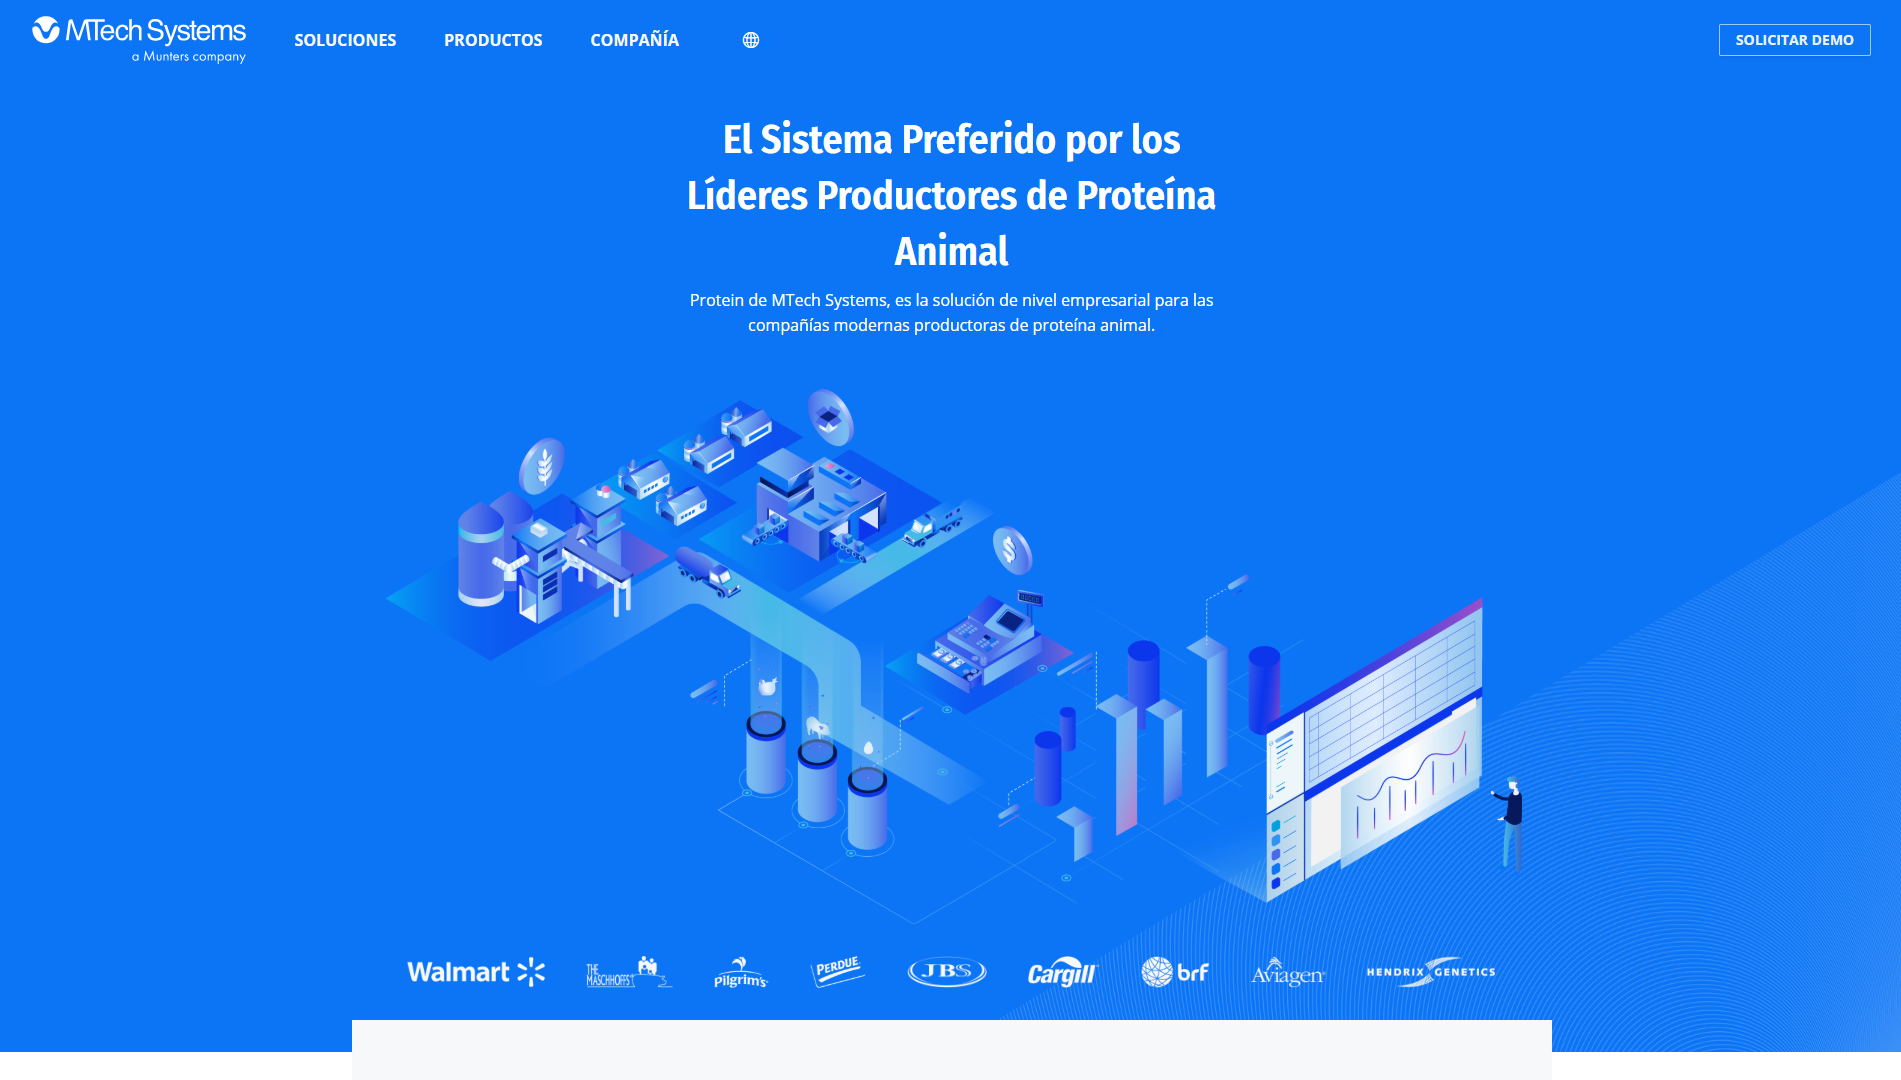 MTech Systems
a Munters company
SOLUCIONES
PRODUCTOS
COMPAÑÍA
SOLICITAR DEMO
El Sistema Preferido por los
Líderes Productores de Proteína
Animal
Protein de MTech Systems, es la solución de nivel empresarial para las
compañías modernas productoras de proteína animal.
$
Walmart
THE
MASCHHOFFS
Pilgrim's
PERDUE
JBS
Cargill
brf
Aviagen
HENDRIX GENETICS